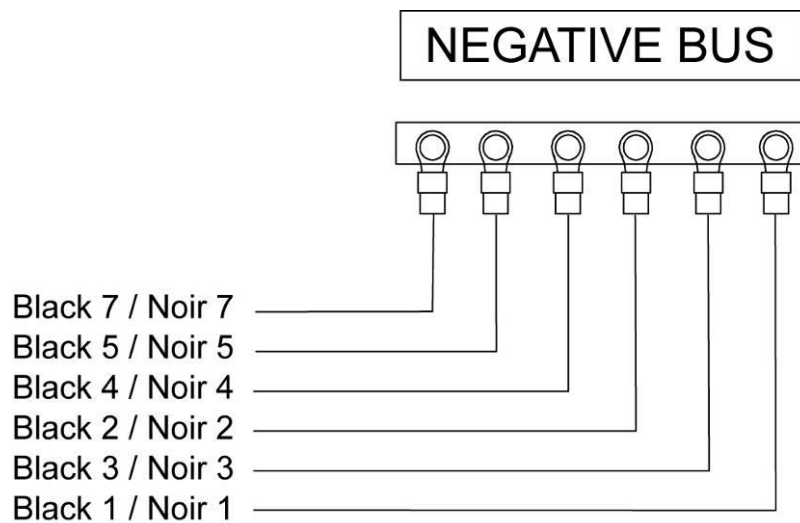 NEGATIVE BUS
Black 7 / Noir 7
Black 5 / Noir 5
Black 4 / Noir 4
Black 2 / Noir 2
Black 3 / Noir 3
Black 1 / Noir 1